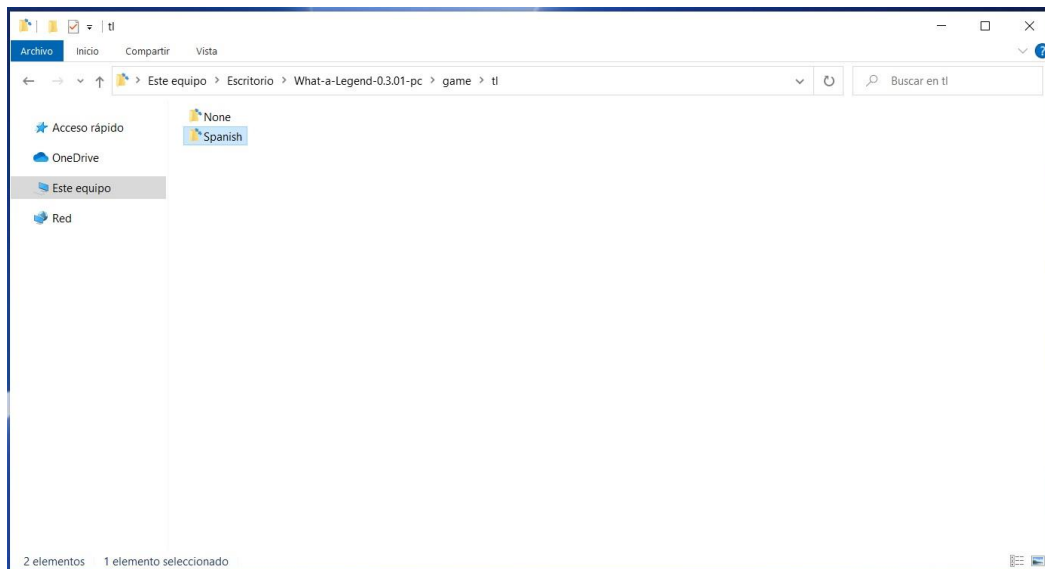 tl
Archivo Inicio Compartir Vista
Este equipo > Escritorio > What-a-Legend-0.3.01-pc > game > tl
Buscar en tl
None
Acceso rápido
Spanish
OneDrive
Este equipo
Red
2 elementos 1 elemento seleccionado